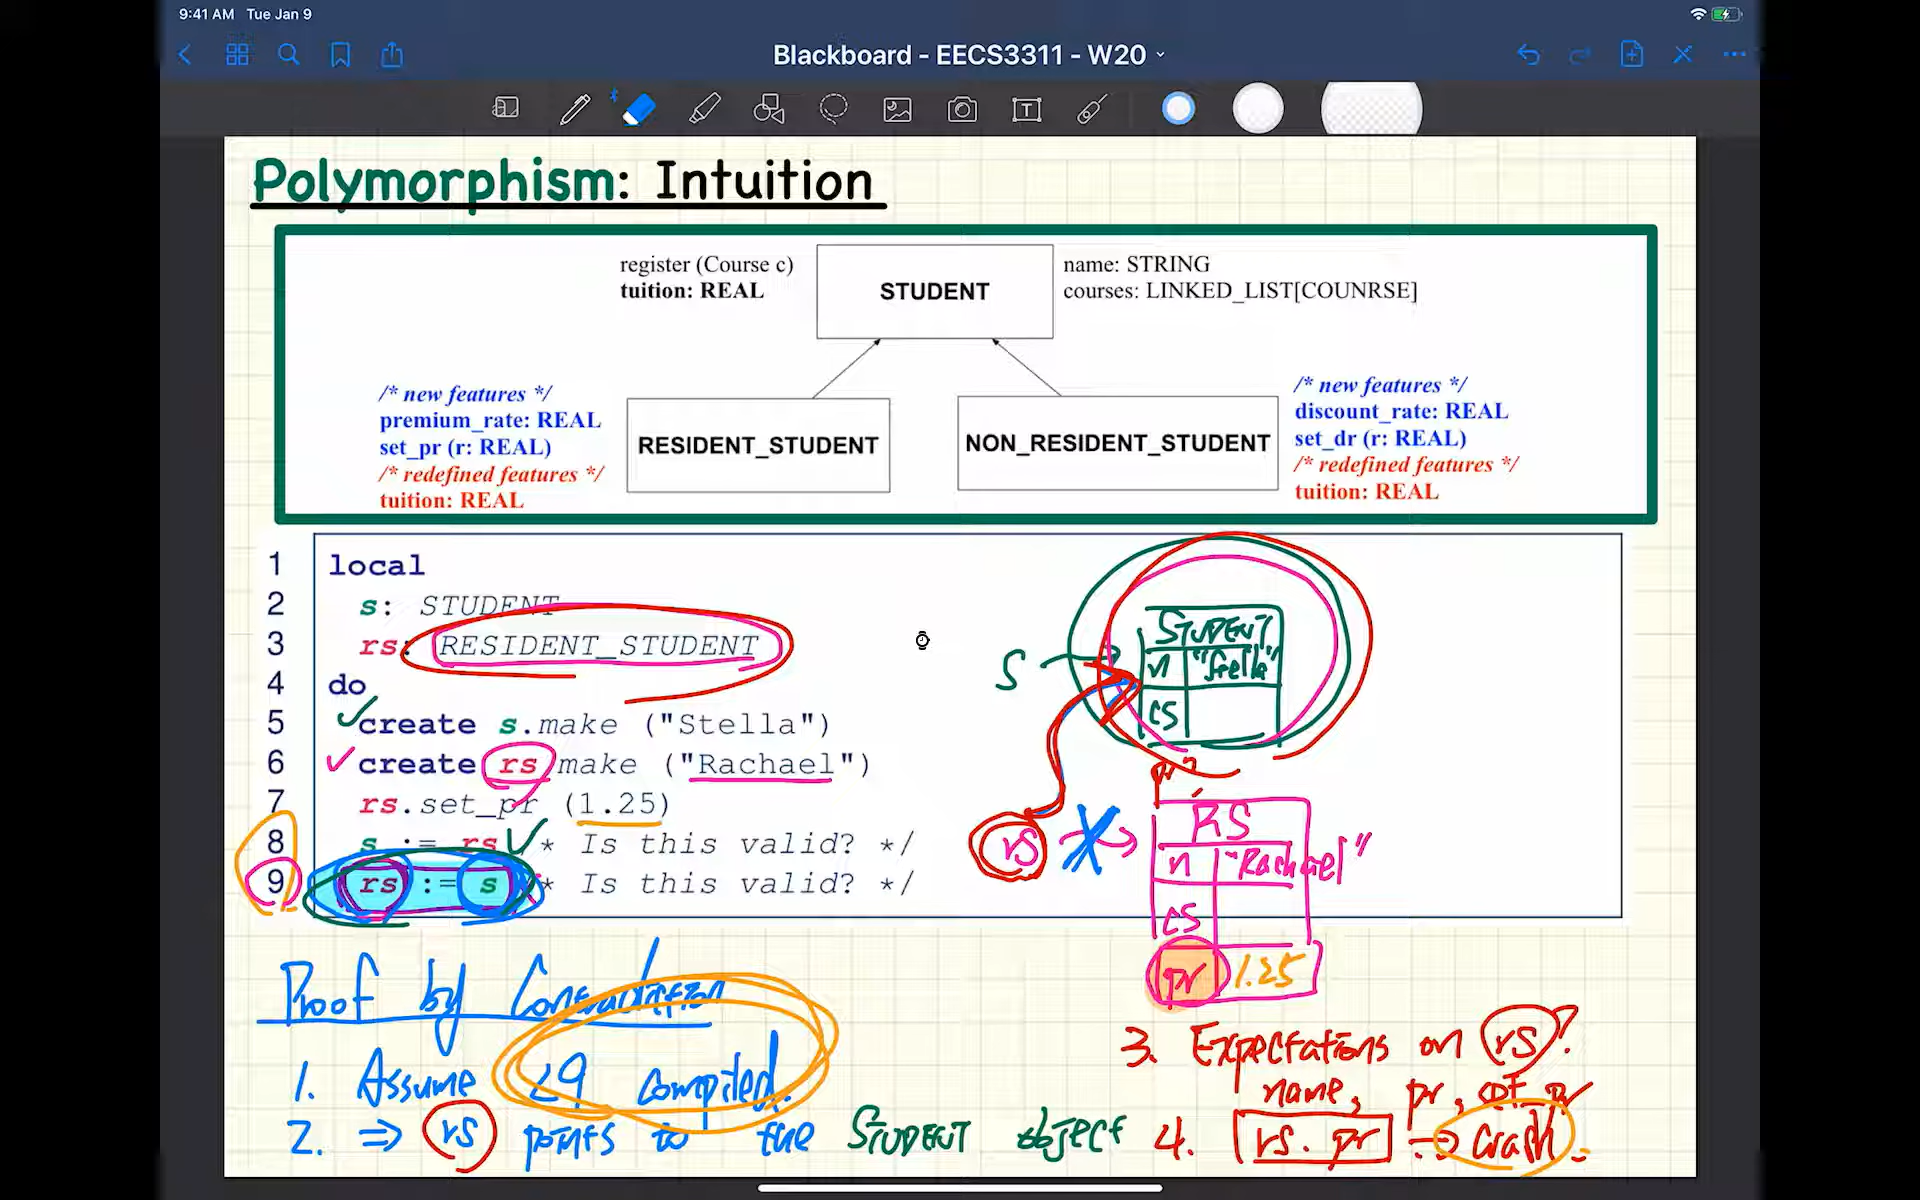 9:41 AM Tue Jan 9
Blackboard - EECS3311 - W20
Polymorphism: Intuition
register (Course c)
tuition: REAL
STUDENT
name: STRING
courses: LINKED_LIST[COUNRSE]
/* new features */
premium_rate: REAL
set_pr (r: REAL)
/* redefined features */
tuition: REAL
RESIDENT_STUDENT
NON_RESIDENT_STUDENT
/* new features */
discount_rate: REAL
set_dr (r: REAL)
/* redefined features */
tuition: REAL
1 local
2 s: STUDENT
3 rs: RESIDENT_STUDENT
4 do
5 create s.make ("Stella")
6 create rs.make ("Rachael")
7 rs.set_pr (1.25)
8 s := rs /* Is this valid? */
9 rs := s /* Is this valid? */
S
STUDENT
n "Stella"
cs
pr?
rs
RS
n "Rachael"
cs
pr 1.25
Proof by Contradiction
1. Assume L9 compiled.
2. ⇒ rs points to the STUDENT object
3. Expectations on rs?
name, pr, set_pr
4. rs.pr → crash.